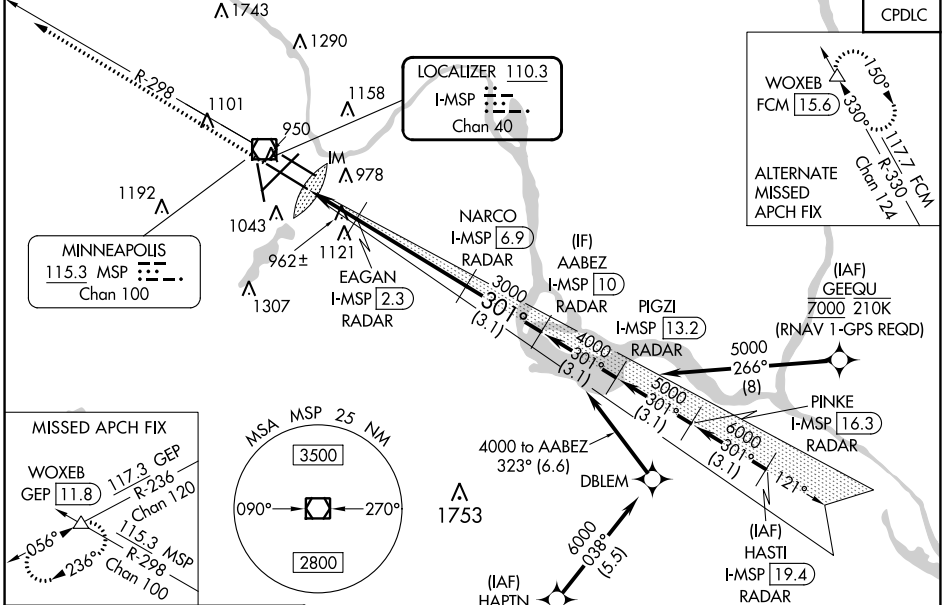 CPDLC
1743
1290
R-298
1101
1158
950
LOCALIZER 110.3
I-MSP
Chan 40
IM
978
1192
1043
962±
1121
1307
MINNEAPOLIS
115.3 MSP
Chan 100
EAGAN
I-MSP 2.3
RADAR
NARCO
I-MSP 6.9
RADAR
(IF)
AABEZ
I-MSP 10
RADAR
PIGZI
I-MSP 13.2
RADAR
3000
301°
(3.1)
4000
301°
(3.1)
5000
301°
(3.1)
6000
301°
(3.1)
121°
WOXEB
FCM 15.6
150°
330°
117.7 FCM
R-330
Chan 124
ALTERNATE
MISSED
APCH FIX
(IAF)
GEEQU
7000 210K
(RNAV 1-GPS REQD)
5000
266°
(8)
PINKE
I-MSP 16.3
RADAR
4000 to AABEZ
323° (6.6)
DBLEM
6000
038°
(5.5)
(IAF)
HAPTN
(IAF)
HASTI
I-MSP 19.4
RADAR
MISSED APCH FIX
WOXEB
GEP 11.8
117.3 GEP
R-236
Chan 120
056°
236°
115.3 MSP
R-298
Chan 100
MSA MSP 25 NM
3500
090°
270°
2800
1753